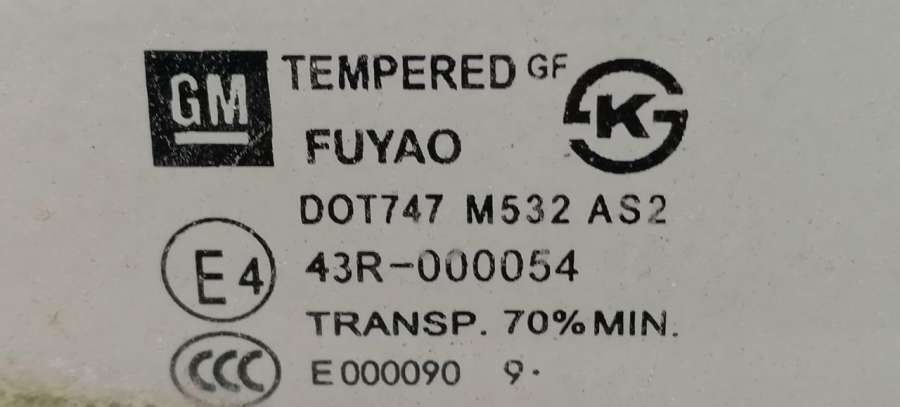 GM TEMPERED GF K
FUYAO
DOT747 M532 AS2
E4 43R-000054
TRANSP. 70% MIN.
CCC E000090 9.